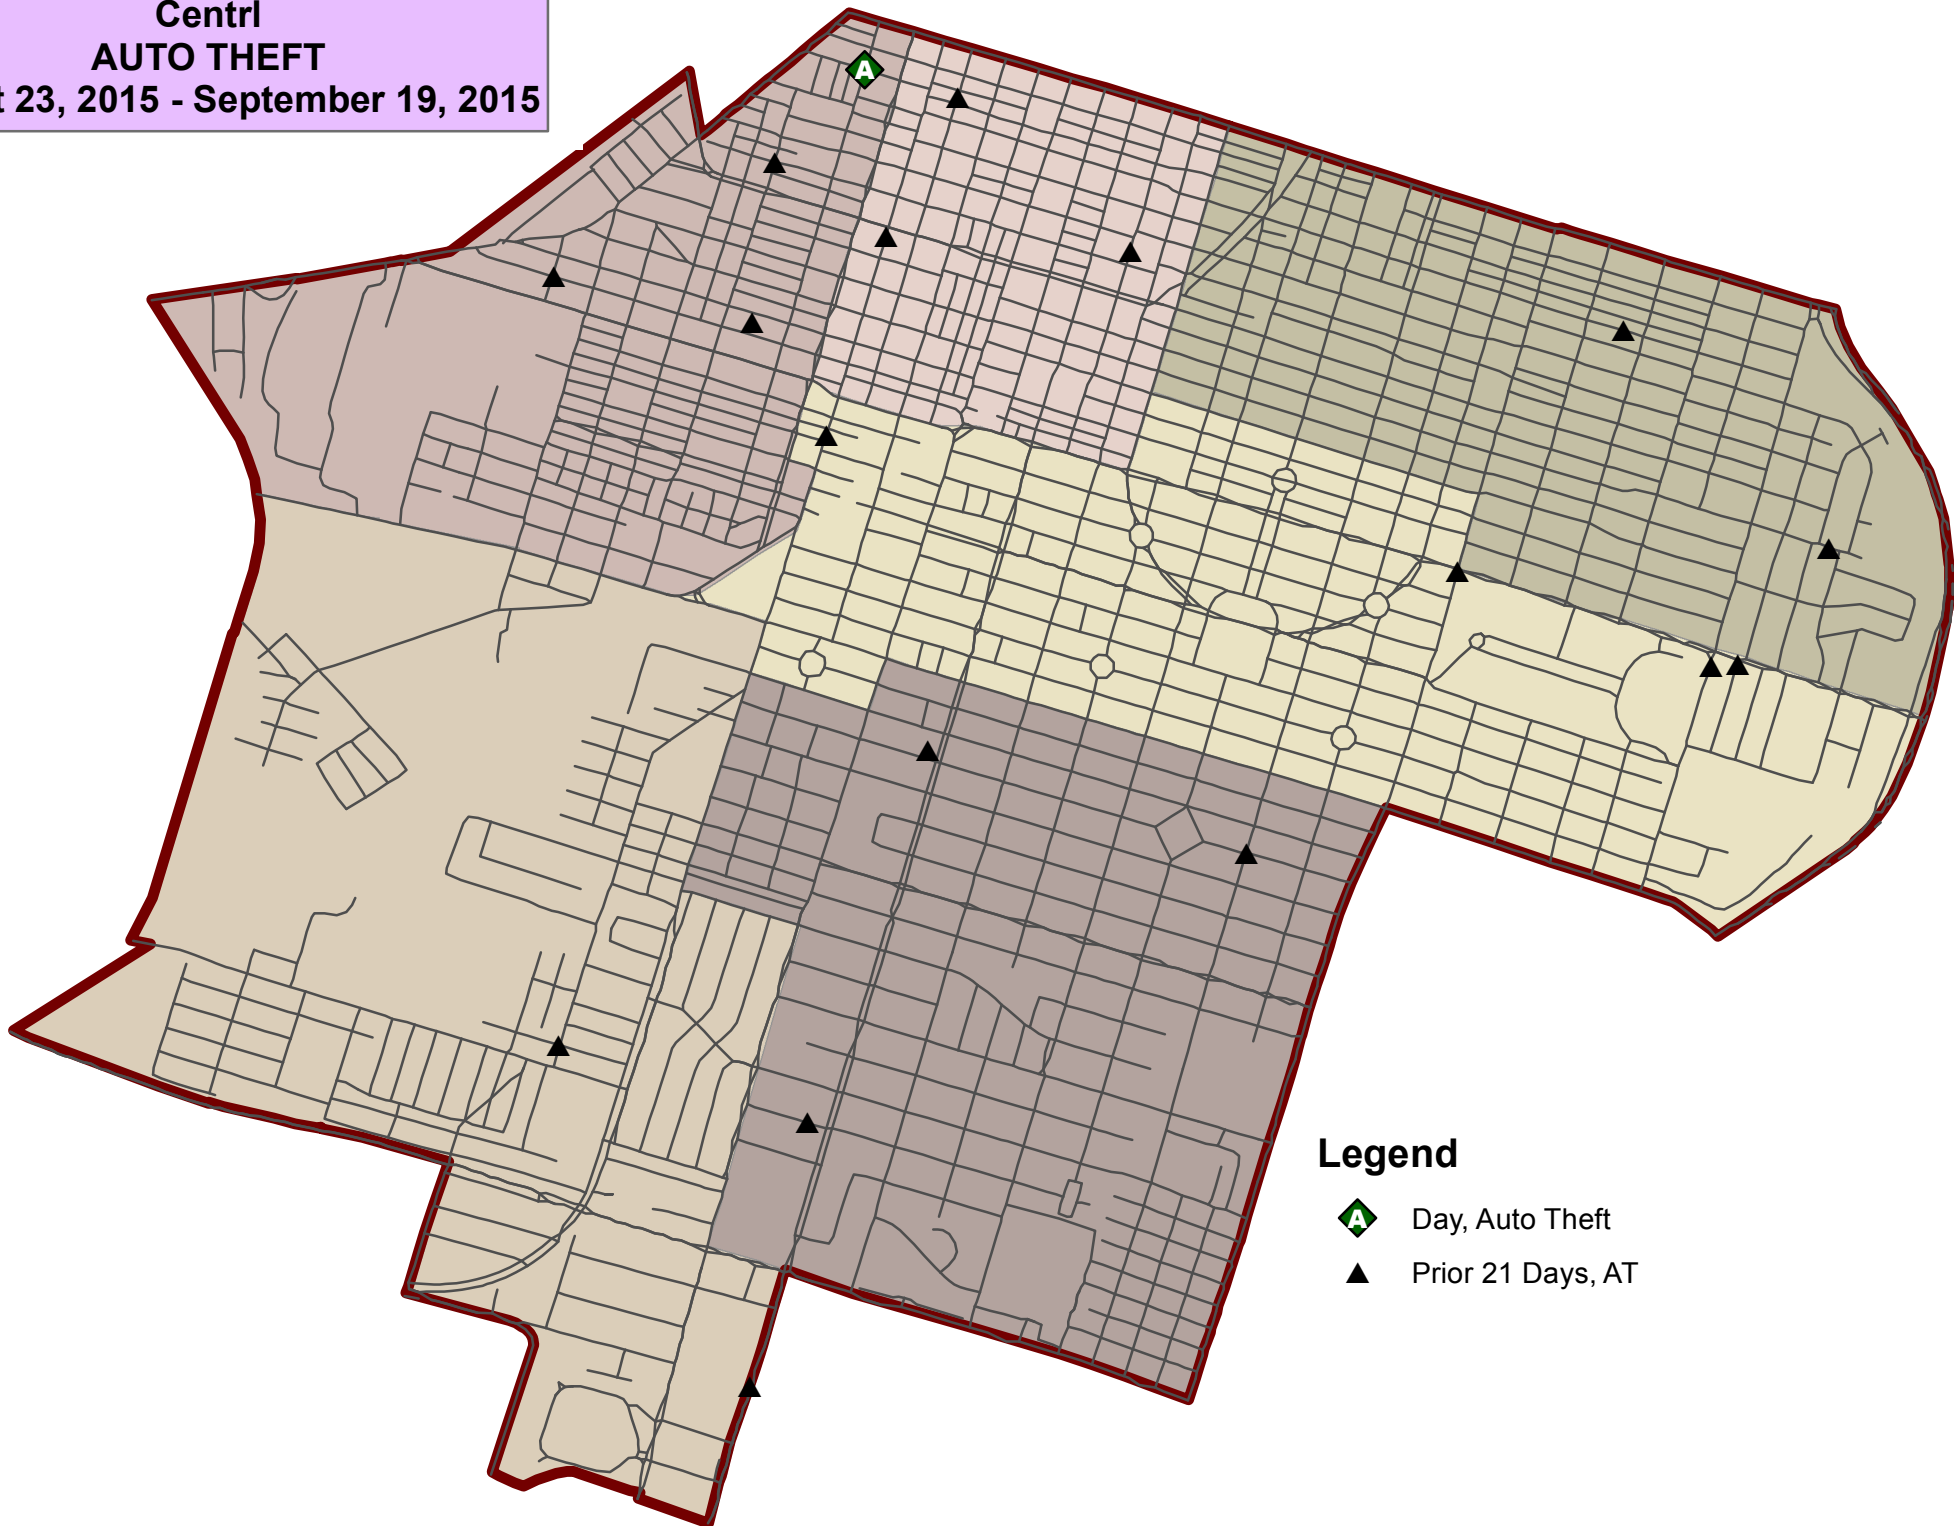 Centrl
AUTO THEFT
t 23, 2015 - September 19, 2015
A
Legend
A Day, Auto Theft
Prior 21 Days, AT